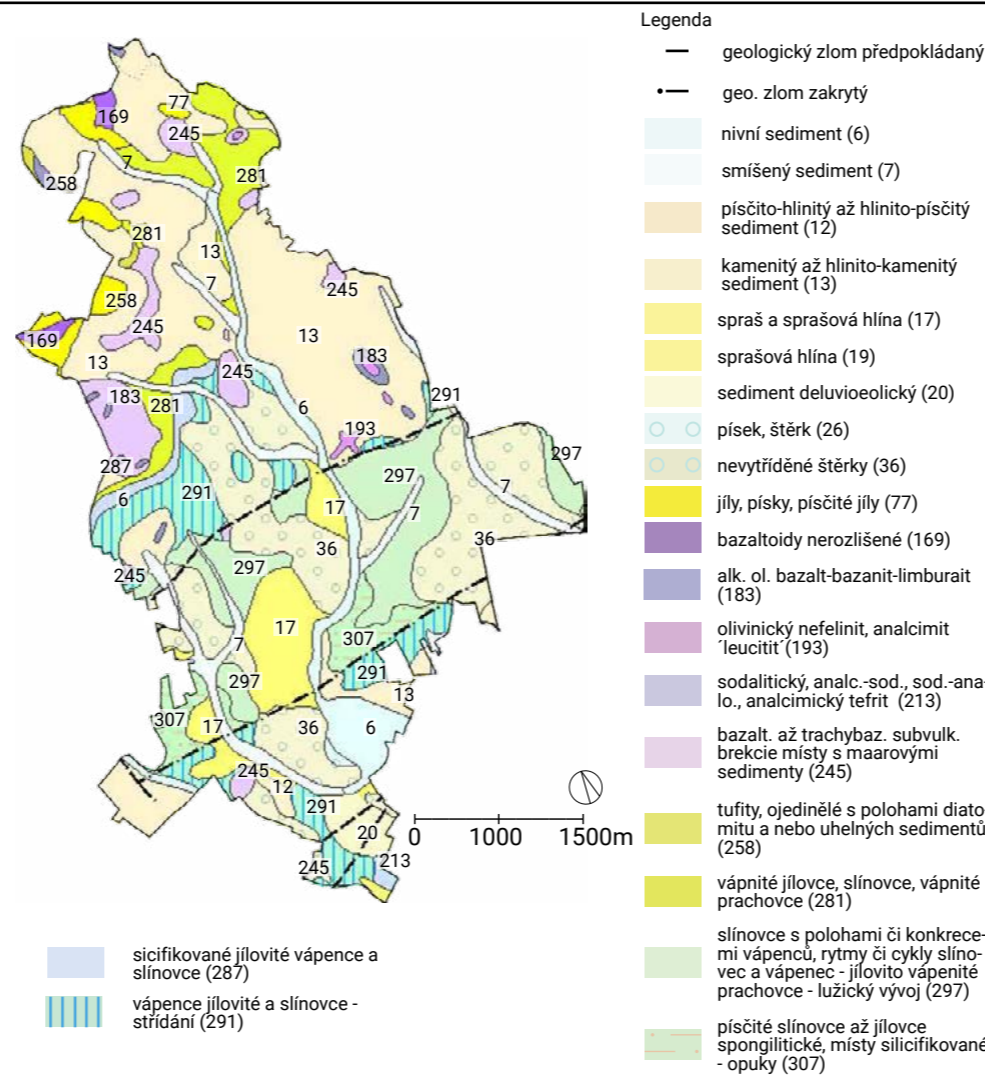 Legenda
geologický zlom předpokládaný
geo. zlom zakrytý
nivní sediment (6)
smíšený sediment (7)
písčito-hlinitý až hlinito-písčitý
sediment (12)
kamenitý až hlinito-kamenitý
sediment (13)
spraš a sprašová hlína (17)
sprašová hlína (19)
sediment deluvioeolický (20)
písek, štěrk (26)
nevytříděné štěrky (36)
jíly, písky, písčité jíly (77)
bazaltoidy nerozlišené (169)
alk. ol. bazalt-bazanit-limburait
(183)
olivinický nefelinit, analcimit
´leucitit´(193)
sodalitický, analc.-sod., sod.-ana-
lo., analcimický tefrit (213)
bazalt. až trachybaz. subvulk.
brekcie místy s maarovými
sedimenty (245)
tufity, ojedinělé s polohami diato-
mitu a nebo uhelných sedimentů
(258)
vápnité jílovce, slínovce, vápnité
prachovce (281)
slínovce s polohami či konkrece-
mi vápenců, rytmy či cykly slíno-
vec a vápenec - jílovito vápenité
prachovce - lužický vývoj (297)
písčité slínovce až jílovce
spongilitické, místy silicifikované
- opuky (307)
sicifikované jílovité vápence a
slínovce (287)
vápence jílovité a slínovce -
střídání (291)
77
169
245
7
281
258
281
13
7
258
245
245
169
13
13
183
245
183
281
6
291
193
287
297
297
6
291
17
7
7
36
36
245
297
17
7
307
291
297
13
307
17
36
6
245
12
291
20
245
213
0 1000 1500m